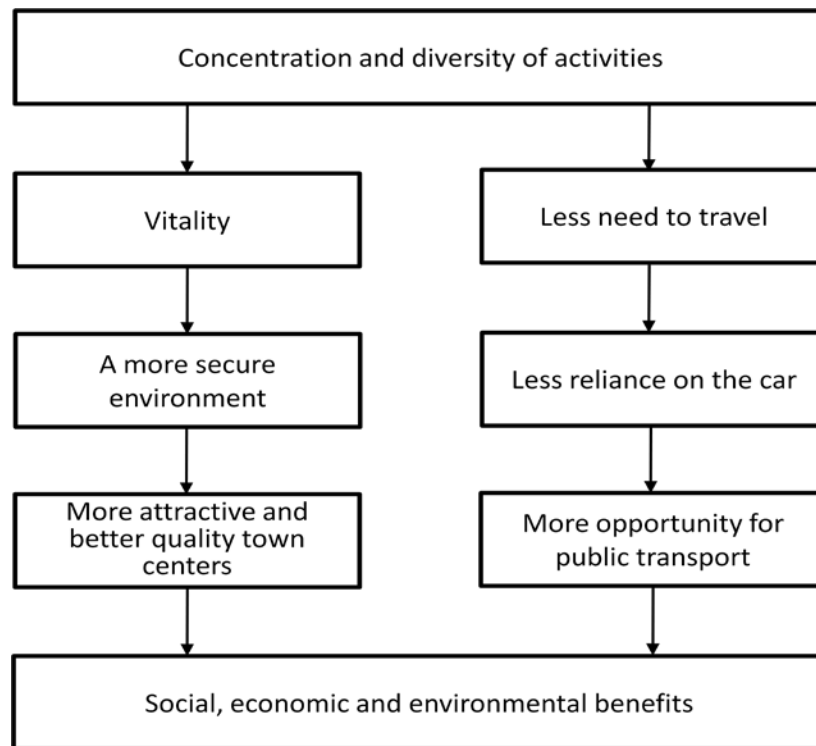 Concentration and diversity of activities
Vitality
Less need to travel
A more secure
environment
Less reliance on the car
More attractive and
better quality town
centers
More opportunity for
public transport
Social, economic and environmental benefits